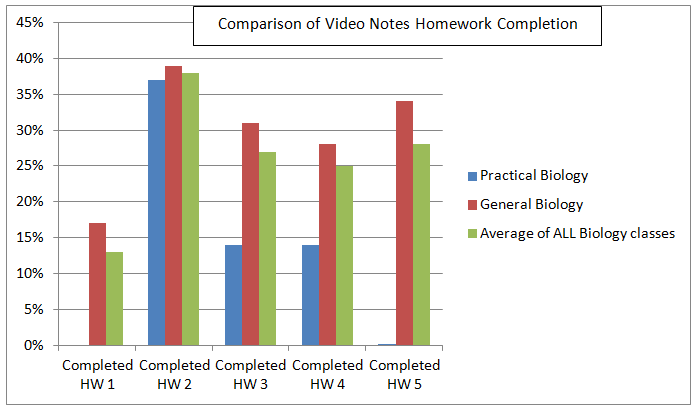 Comparison of Video Notes Homework Completion
45%
40%
35%
30%
25%
20%
15%
10%
5%
0%
Completed
HW 1
Completed
HW 2
Completed
HW 3
Completed
HW 4
Completed
HW 5
Practical Biology
General Biology
Average of ALL Biology classes